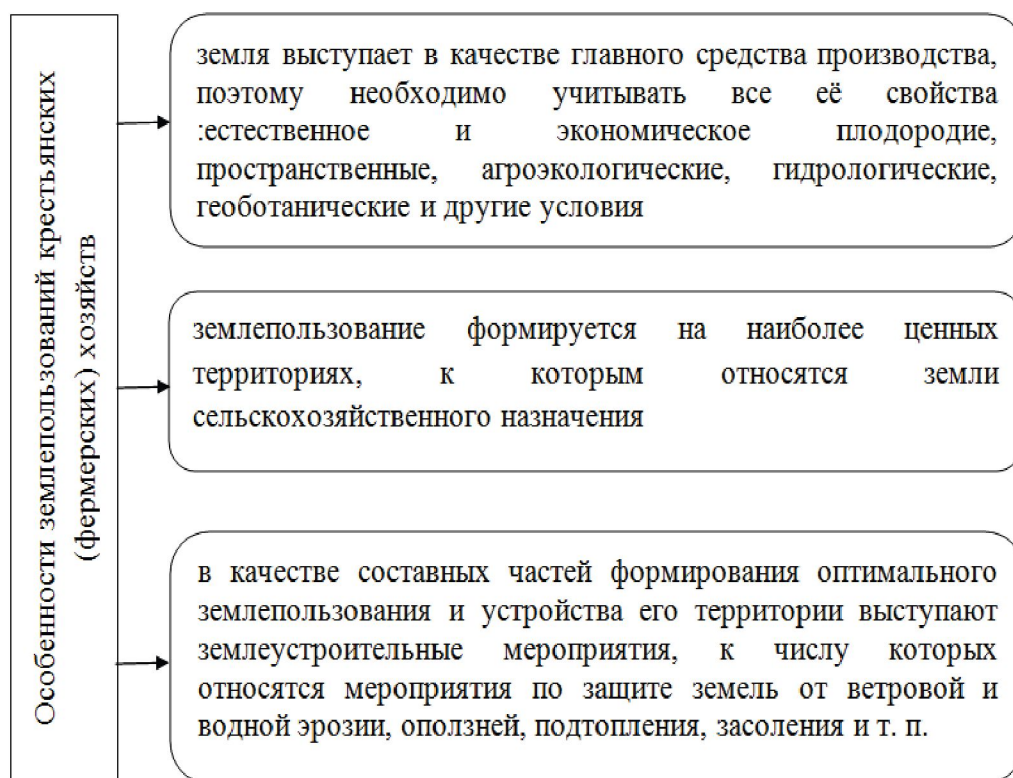 Особенности землепользований крестьянских
(фермерских) хозяйств
земля выступает в качестве главного средства производства,
поэтому необходимо учитывать все её свойства
:естественное и экономическое плодородие,
пространственные, агроэкологические, гидрологические,
геоботанические и другие условия
землепользование формируется на наиболее ценных
территориях, к которым относятся земли
сельскохозяйственного назначения
в качестве составных частей формирования оптимального
землепользования и устройства его территории выступают
землеустроительные мероприятия, к числу которых
относятся мероприятия по защите земель от ветровой и
водной эрозии, оползней, подтопления, засоления и т. п.